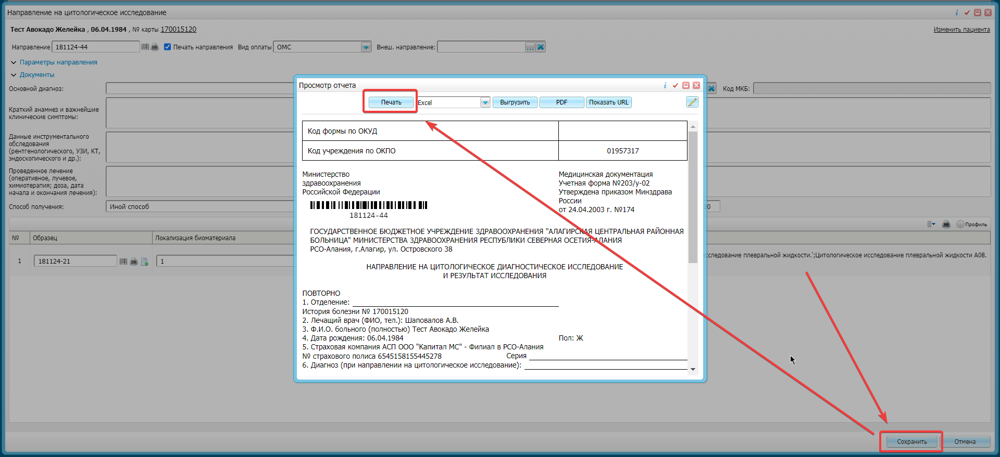 Направление на цитологическое исследование
Тест Авокадо Желейка , 06.04.1984 , № карты 170015120
Изменить пациента
Направление 181124-44 Печать направления Вид оплаты ОМС Внеш. направление: ...
Параметры направления
Документы
Основной диагноз:
Код МКБ:
Краткий анамнез и важнейшие
клинические симптомы:
Данные инструментального
обследования
(рентгенологического, УЗИ, КТ,
эндоскопического и др.):
Проведенное лечение
(оперативное, лучевое,
химиотерапия; доза, дата
начала и окончания лечения):
Способ получения: Иной способ
Профиль
№ Образец Локализация биоматериала
1 181124-21 1
сследование плевральной жидкости.';Цитологическое исследование плевральной жидкости А08.
Просмотр отчета
Печать Excel Выгрузить PDF Показать URL
Код формы по ОКУД
Код учреждения по ОКПО 01957317
Министерство
здравоохранения
Российской Федерации
Медицинская документация
Учетная форма №203/у-02
Утверждена приказом Минздрава
России
от 24.04.2003 г. №174
181124-44
ГОСУДАРСТВЕННОЕ БЮДЖЕТНОЕ УЧРЕЖДЕНИЕ ЗДРАВООХРАНЕНИЯ "АЛАГИРСКАЯ ЦЕНТРАЛЬНАЯ РАЙОННАЯ
БОЛЬНИЦА" МИНИСТЕРСТВА ЗДРАВООХРАНЕНИЯ РЕСПУБЛИКИ СЕВЕРНАЯ ОСЕТИЯ-АЛАНИЯ
РСО-Алания, г.Алагир, ул. Островского 38
НАПРАВЛЕНИЕ НА ЦИТОЛОГИЧЕСКОЕ ДИАГНОСТИЧЕСКОЕ ИССЛЕДОВАНИЕ
И РЕЗУЛЬТАТ ИССЛЕДОВАНИЯ
ПОВТОРНО
1. Отделение:
История болезни № 170015120
2. Лечащий врач (ФИО, тел.): Шаповалов А.В.
3. Ф.И.О. больного (полностью) Тест Авокадо Желейка
4. Дата рождения: 06.04.1984 Пол: Ж
5. Страховая компания АСП ООО "Капитал МС" - Филиал в РСО-Алания
№ страхового полиса 6545158155445278 Серия
6. Диагноз (при направлении на цитологическое исследование):
Сохранить Отмена